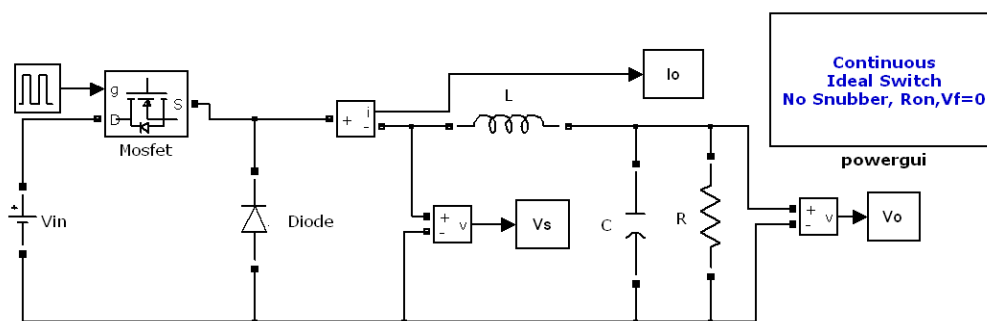 g
D
S
Mosfet
Vin
Diode
+
i
-
Io
L
+
-
v
Vs
C
R
+
-
v
Vo
Continuous
Ideal Switch
No Snubber, Ron,Vf=0
powergui
+